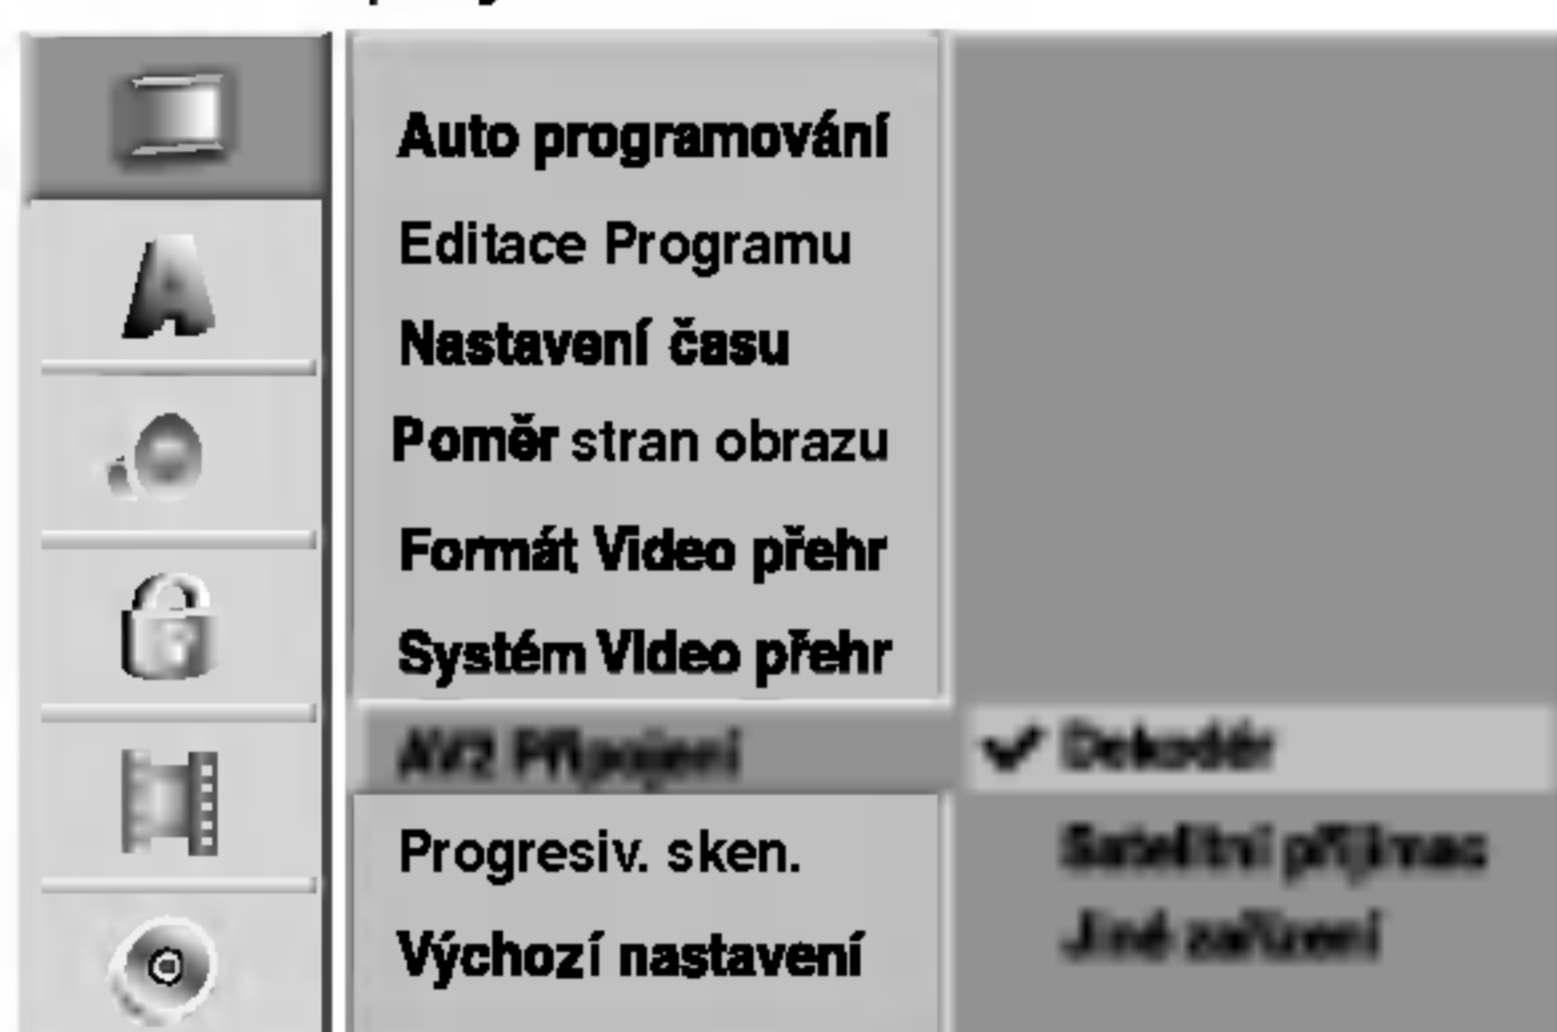 Auto programování
Editace Programu
Nastavení času
Poměr stran obrazu
Formát Video přehr
Systém Video přehr
AV2 Připojení
Dekodér
Satelitní přijímac
Jiné zařízení
Progresiv. sken.
Výchozí nastavení